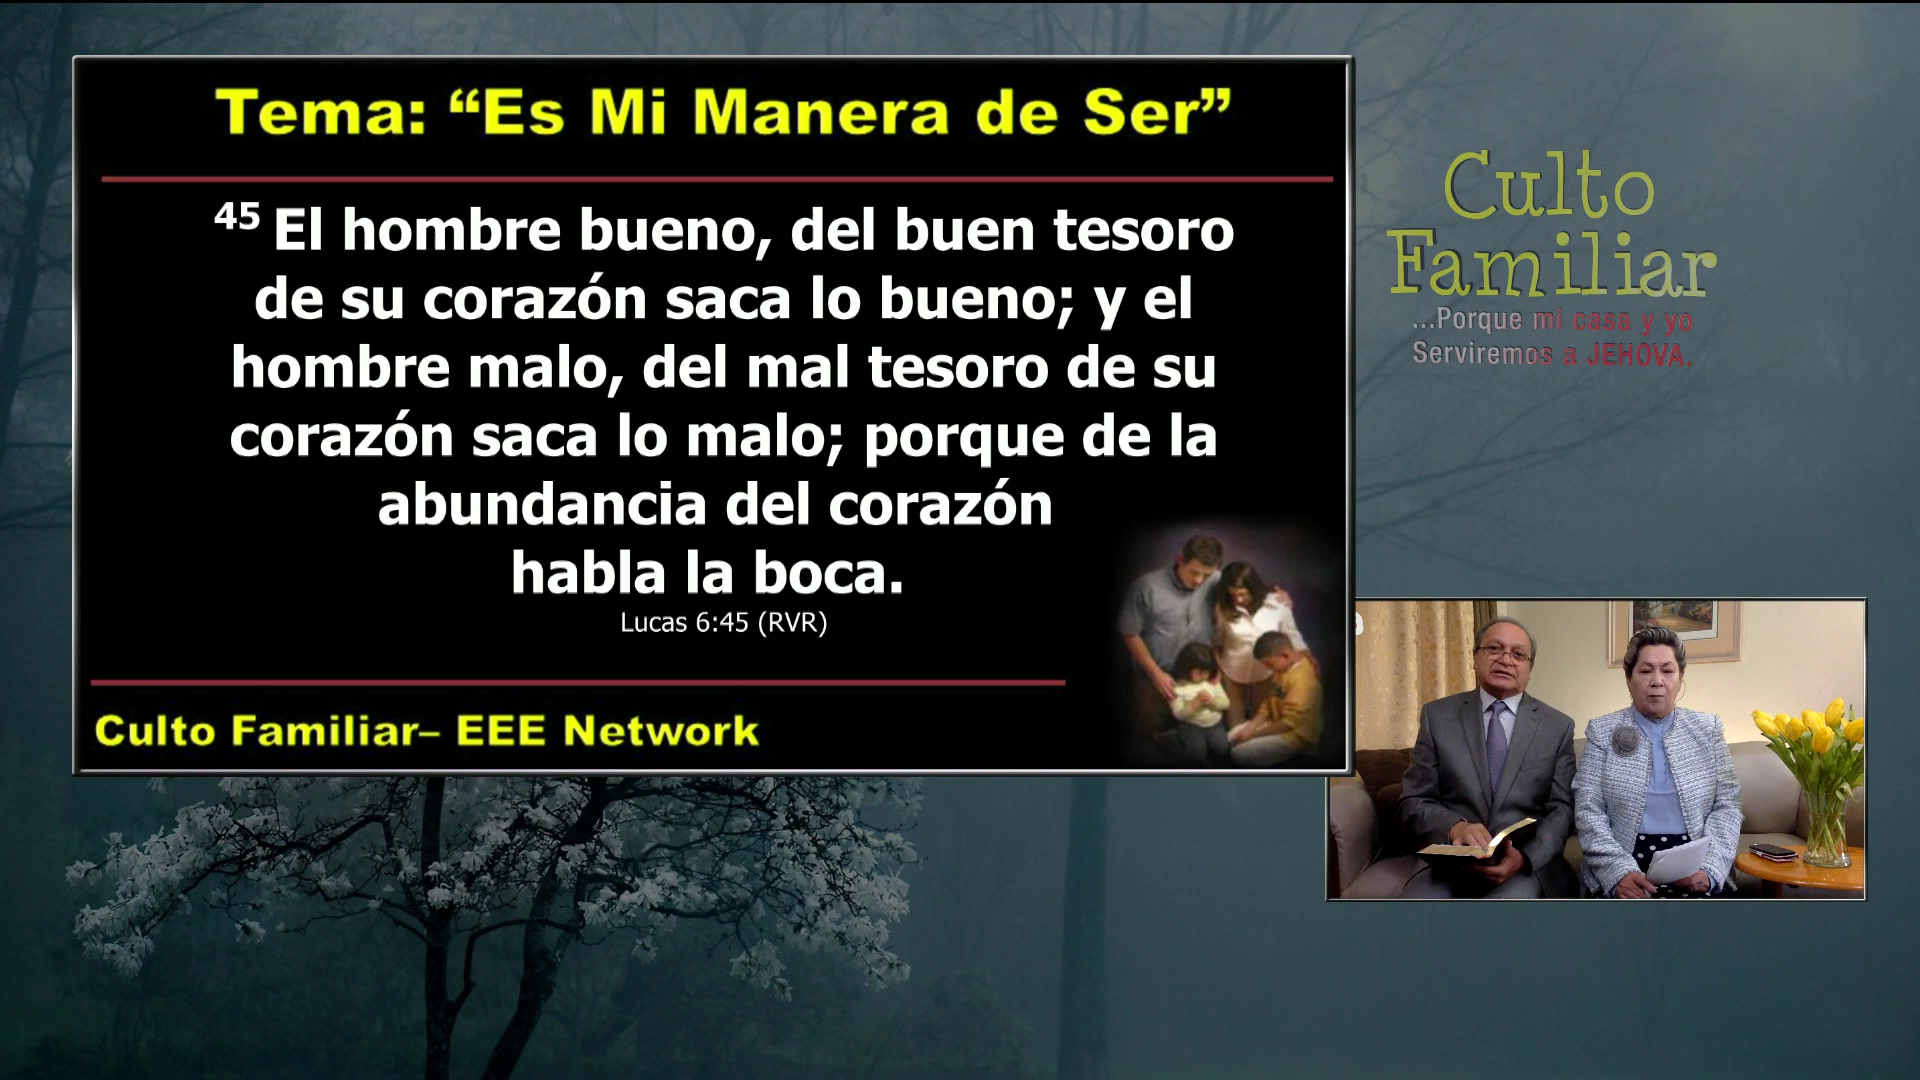 Tema: “Es Mi Manera de Ser”
45 El hombre bueno, del buen tesoro
de su corazón saca lo bueno; y el
hombre malo, del mal tesoro de su
corazón saca lo malo; porque de la
abundancia del corazón
habla la boca.
Lucas 6:45 (RVR)
Culto Familiar– EEE Network
Culto
Familiar
...Porque mi casa y yo
Serviremos a JEHOVA.